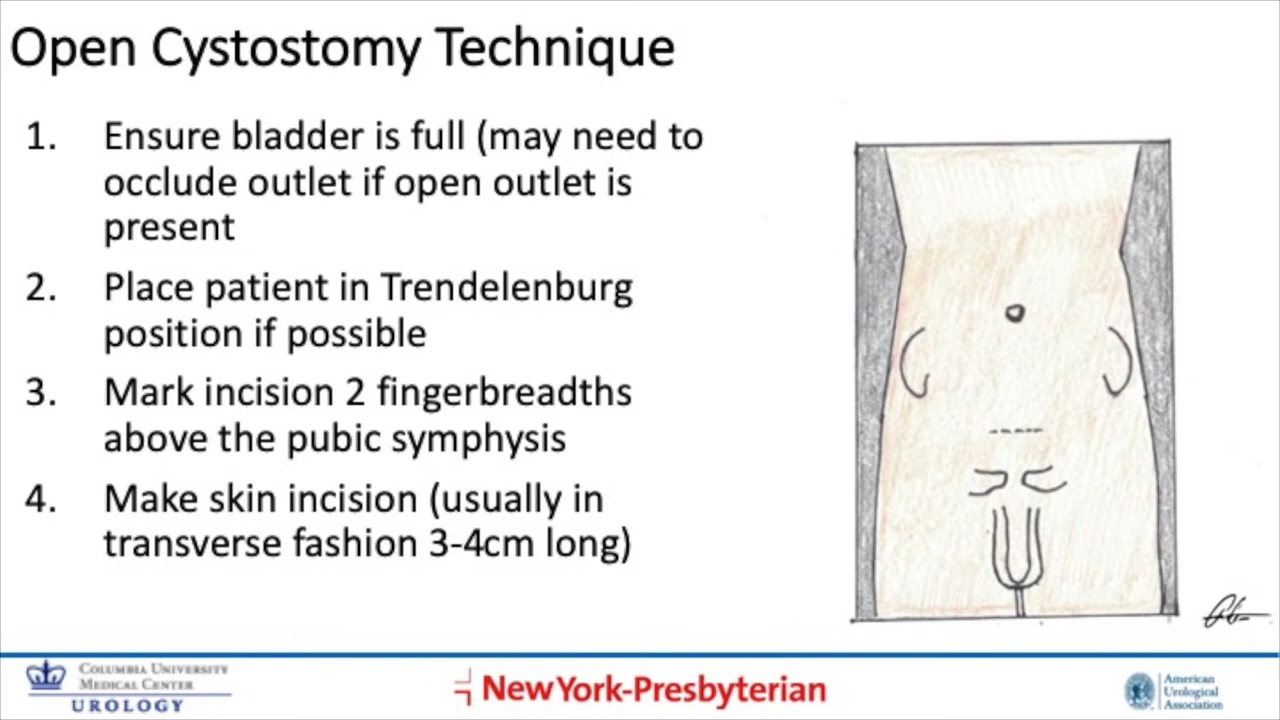 Open Cystostomy Technique
1. Ensure bladder is full (may need to
occlude outlet if open outlet is
present
2. Place patient in Trendelenburg
position if possible
3. Mark incision 2 fingerbreadths
above the pubic symphysis
4. Make skin incision (usually in
transverse fashion 3-4cm long)
COLUMBIA UNIVERSITY
MEDICAL CENTER
UROLOGY
NewYork-Presbyterian
American
Urological
Association